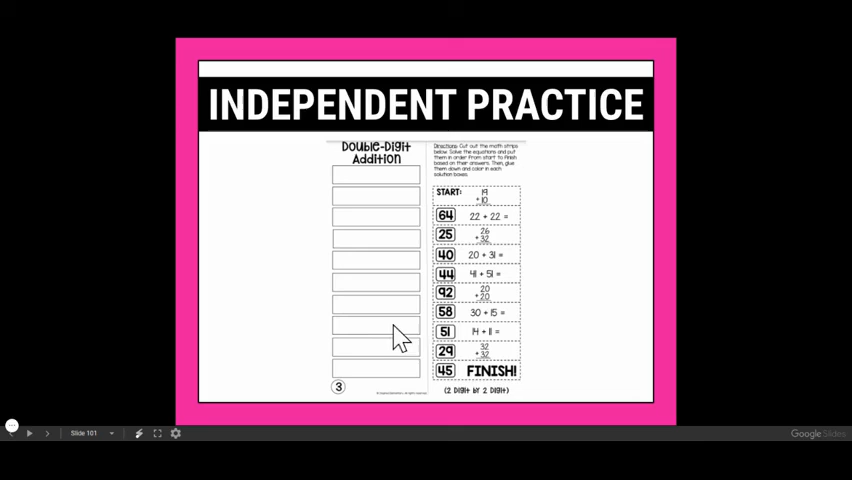 INDEPENDENT PRACTICE
Double-Digit
Addition
Directions: Cut out the math strips
below. Solve the equations and put
them in order from start to finish
based on their answers. Then, glue
them down and color in each
solution boxes.
START: 19
+ 10
64 22 + 22 =
25 26
+ 32
40 20 + 31 =
44 41 + 51 =
92 20
+ 20
58 30 + 15 =
51 14 + 11 =
29 32
+ 32
45 FINISH!
3
(2 Digit by 2 Digit)
Slide 101
Google Slides